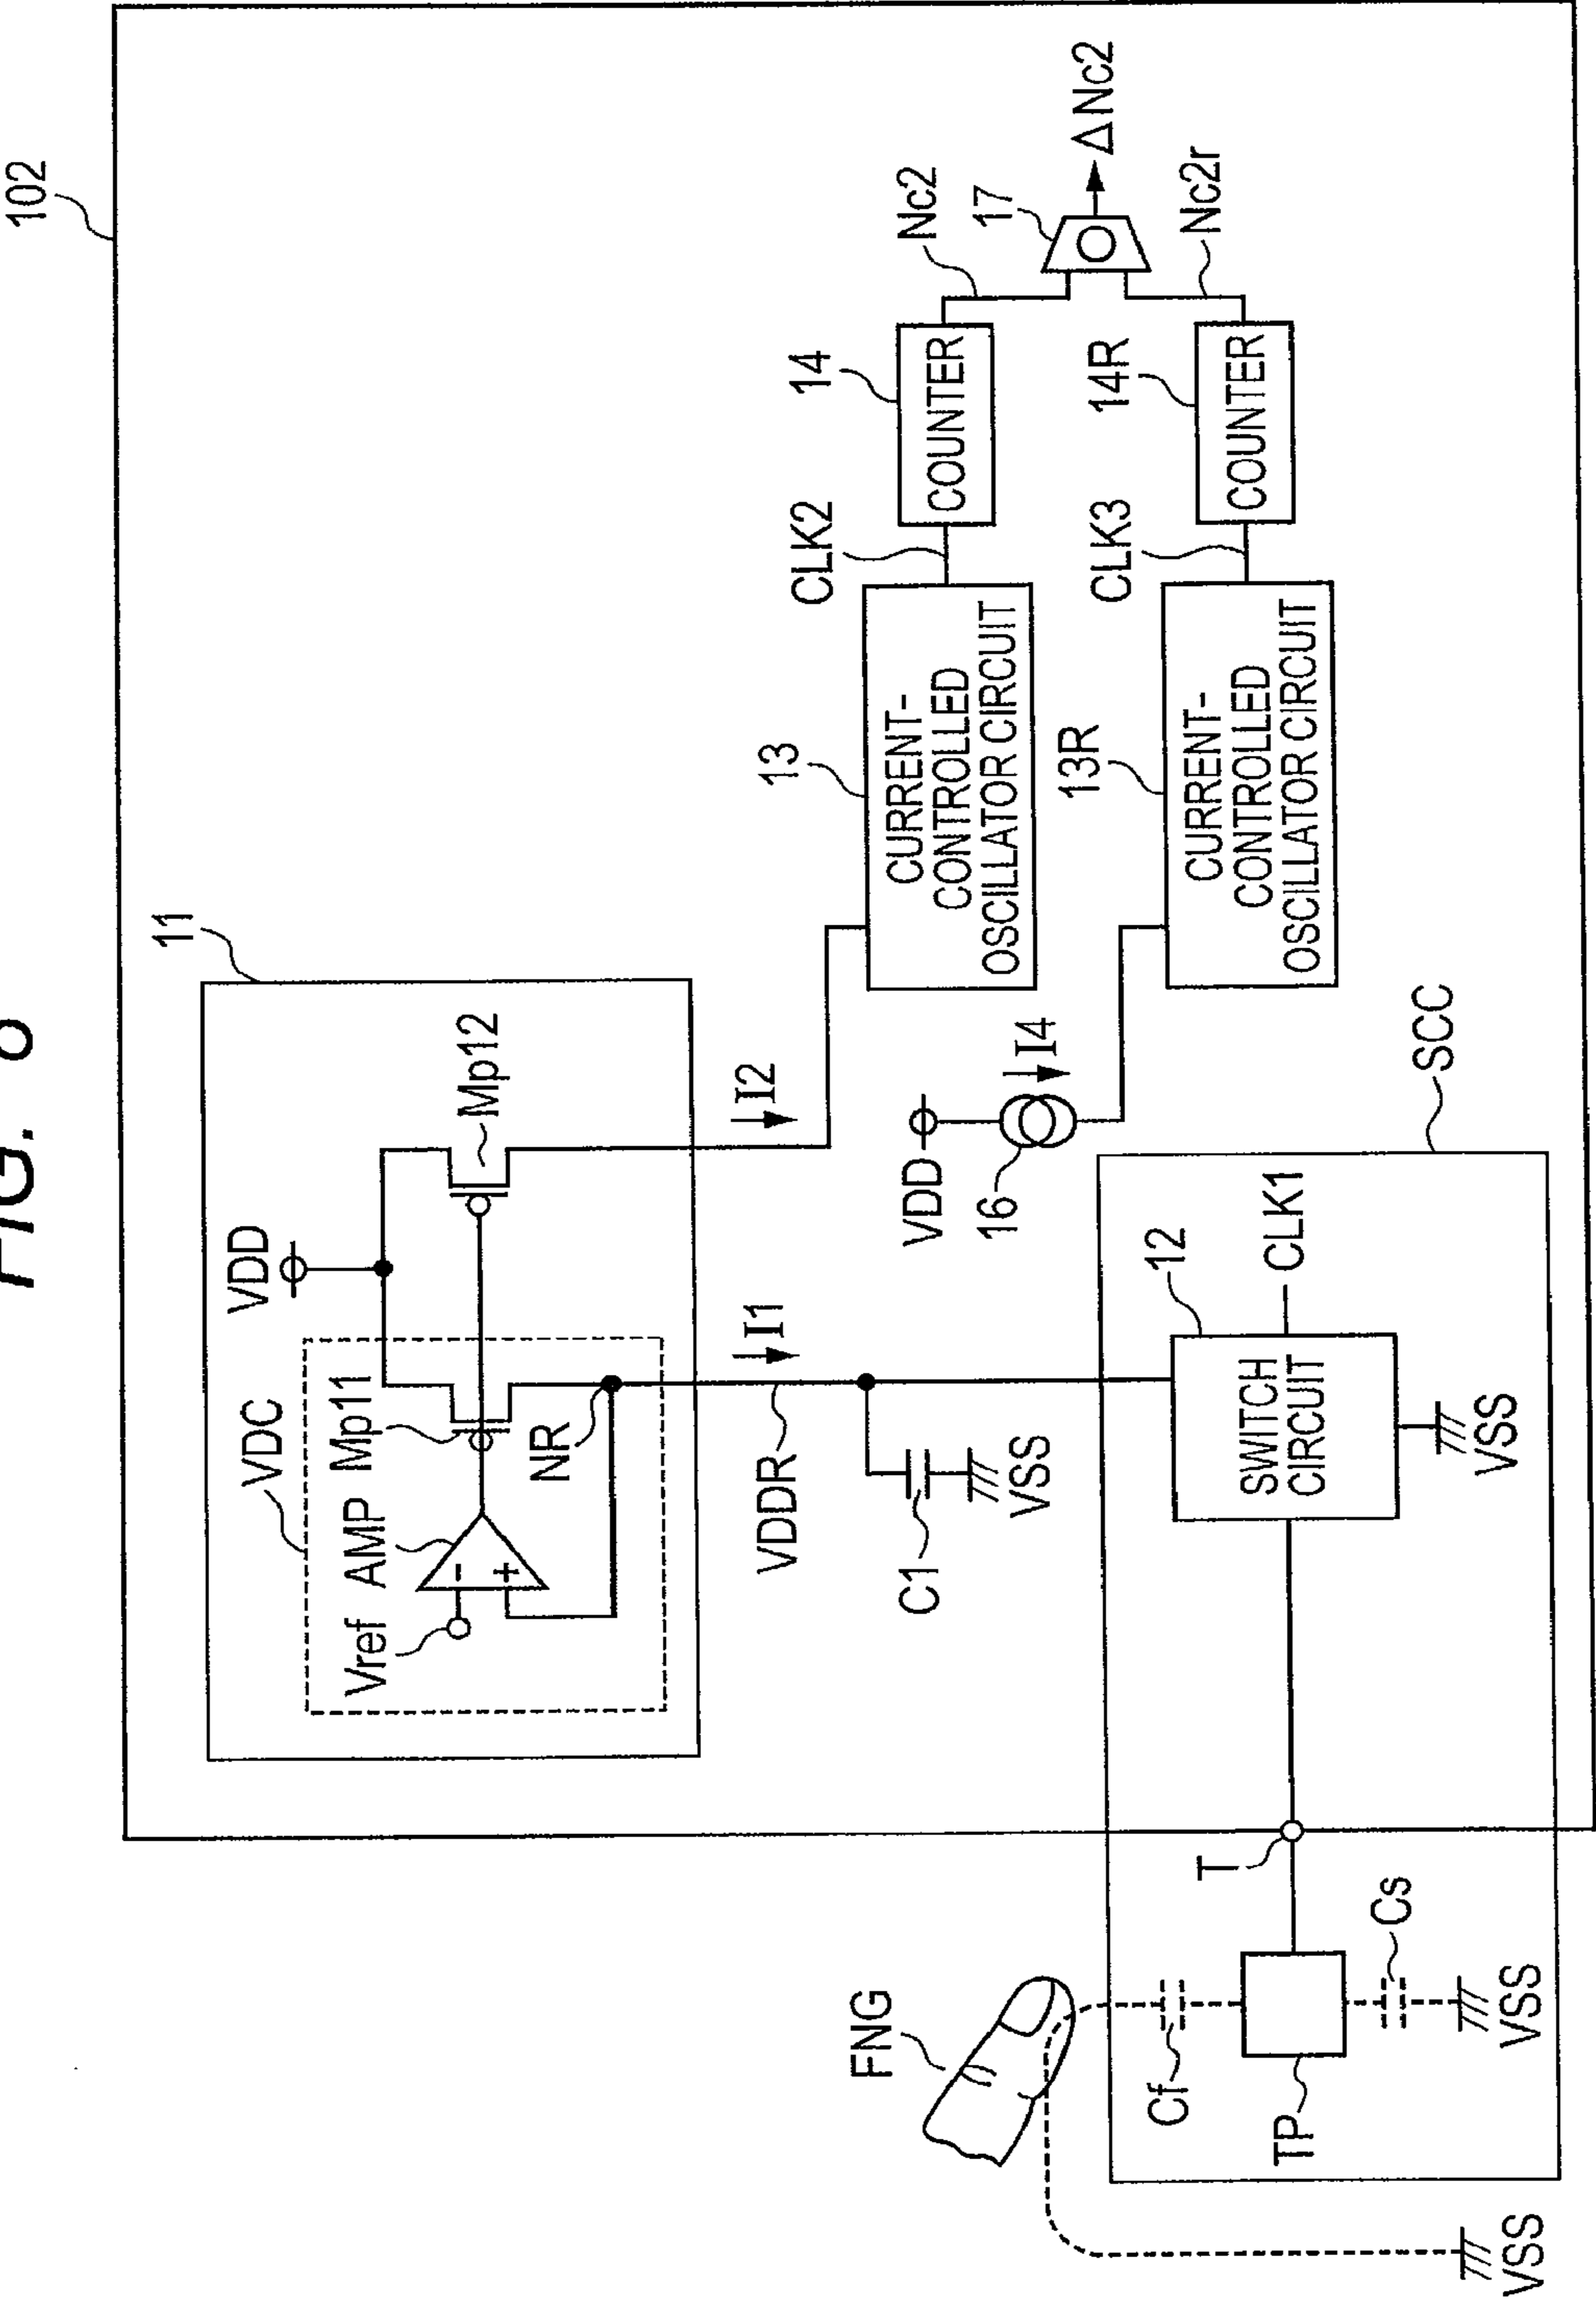 FIG. 8
102
11
VDD
VDC
Mp11
Mp12
Vref
AMP
-
+
NR
I1
I2
VDDR
C1
VSS
VDD
16
I4
13
CURRENT-
CONTROLLED
OSCILLATOR CIRCUIT
CLK2
14
COUNTER
Nc2
17
ΔNc2
13R
CURRENT-
CONTROLLED
OSCILLATOR CIRCUIT
CLK3
14R
COUNTER
Nc2r
SCC
12
SWITCH
CIRCUIT
CLK1
VSS
T
FNG
Cf
TP
Cs
VSS
VSS